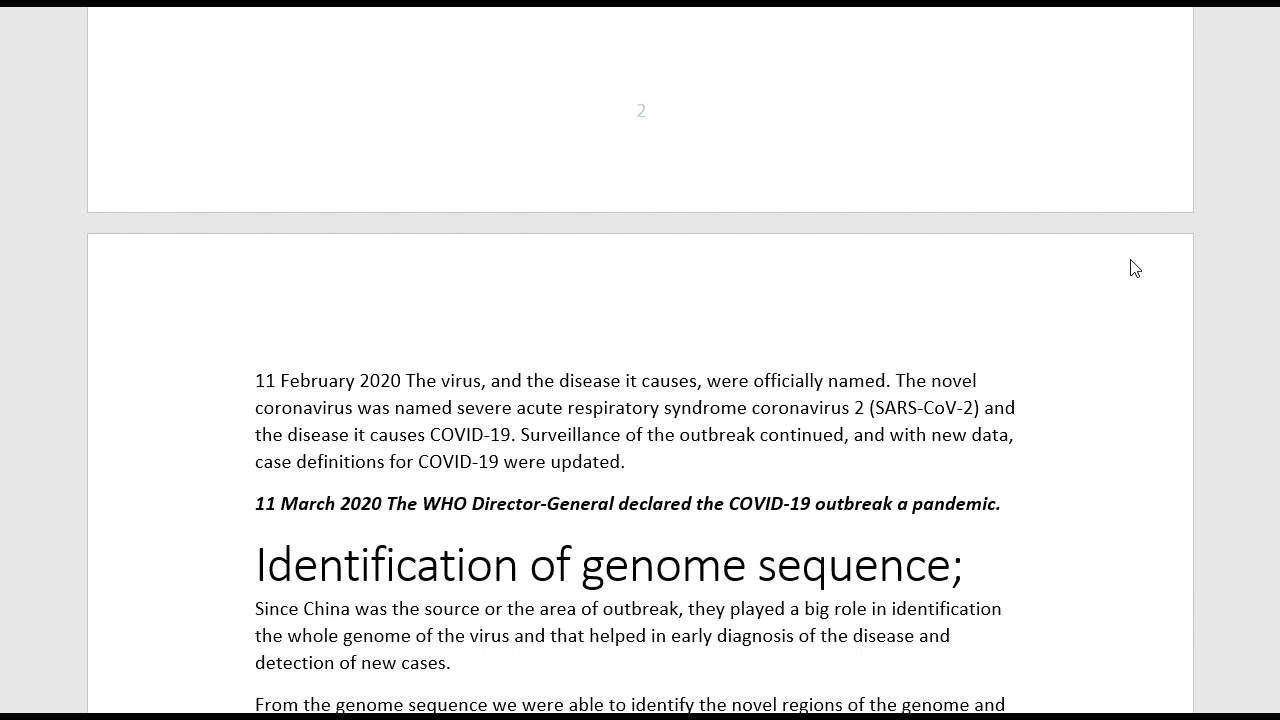 2
11 February 2020 The virus, and the disease it causes, were officially named. The novel
coronavirus was named severe acute respiratory syndrome coronavirus 2 (SARS-CoV-2) and
the disease it causes COVID-19. Surveillance of the outbreak continued, and with new data,
case definitions for COVID-19 were updated.
11 March 2020 The WHO Director-General declared the COVID-19 outbreak a pandemic.
Identification of genome sequence;
Since China was the source or the area of outbreak, they played a big role in identification
the whole genome of the virus and that helped in early diagnosis of the disease and
detection of new cases.
From the genome sequence we were able to identify the novel regions of the genome and